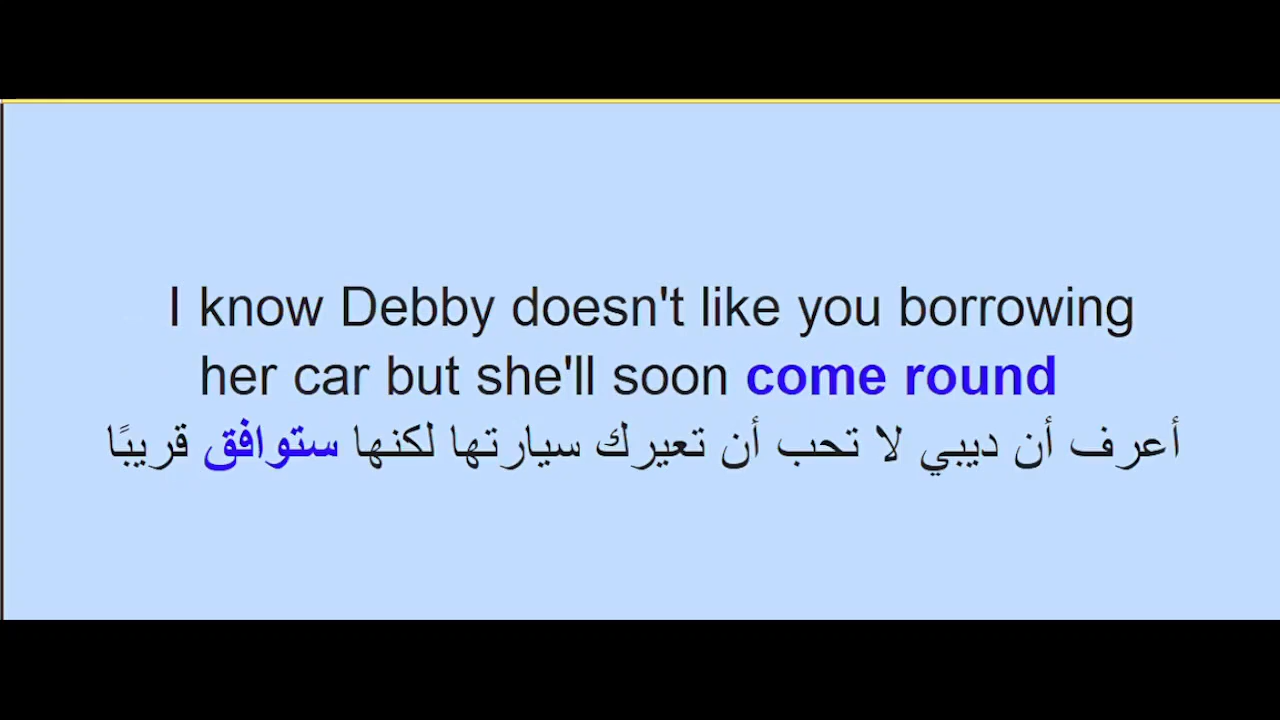 I know Debby doesn't like you borrowing
her car but she'll soon come round
أعرف أن ديبي لا تحب أن تعيرك سيارتها لكنها ستوافق قريبًا